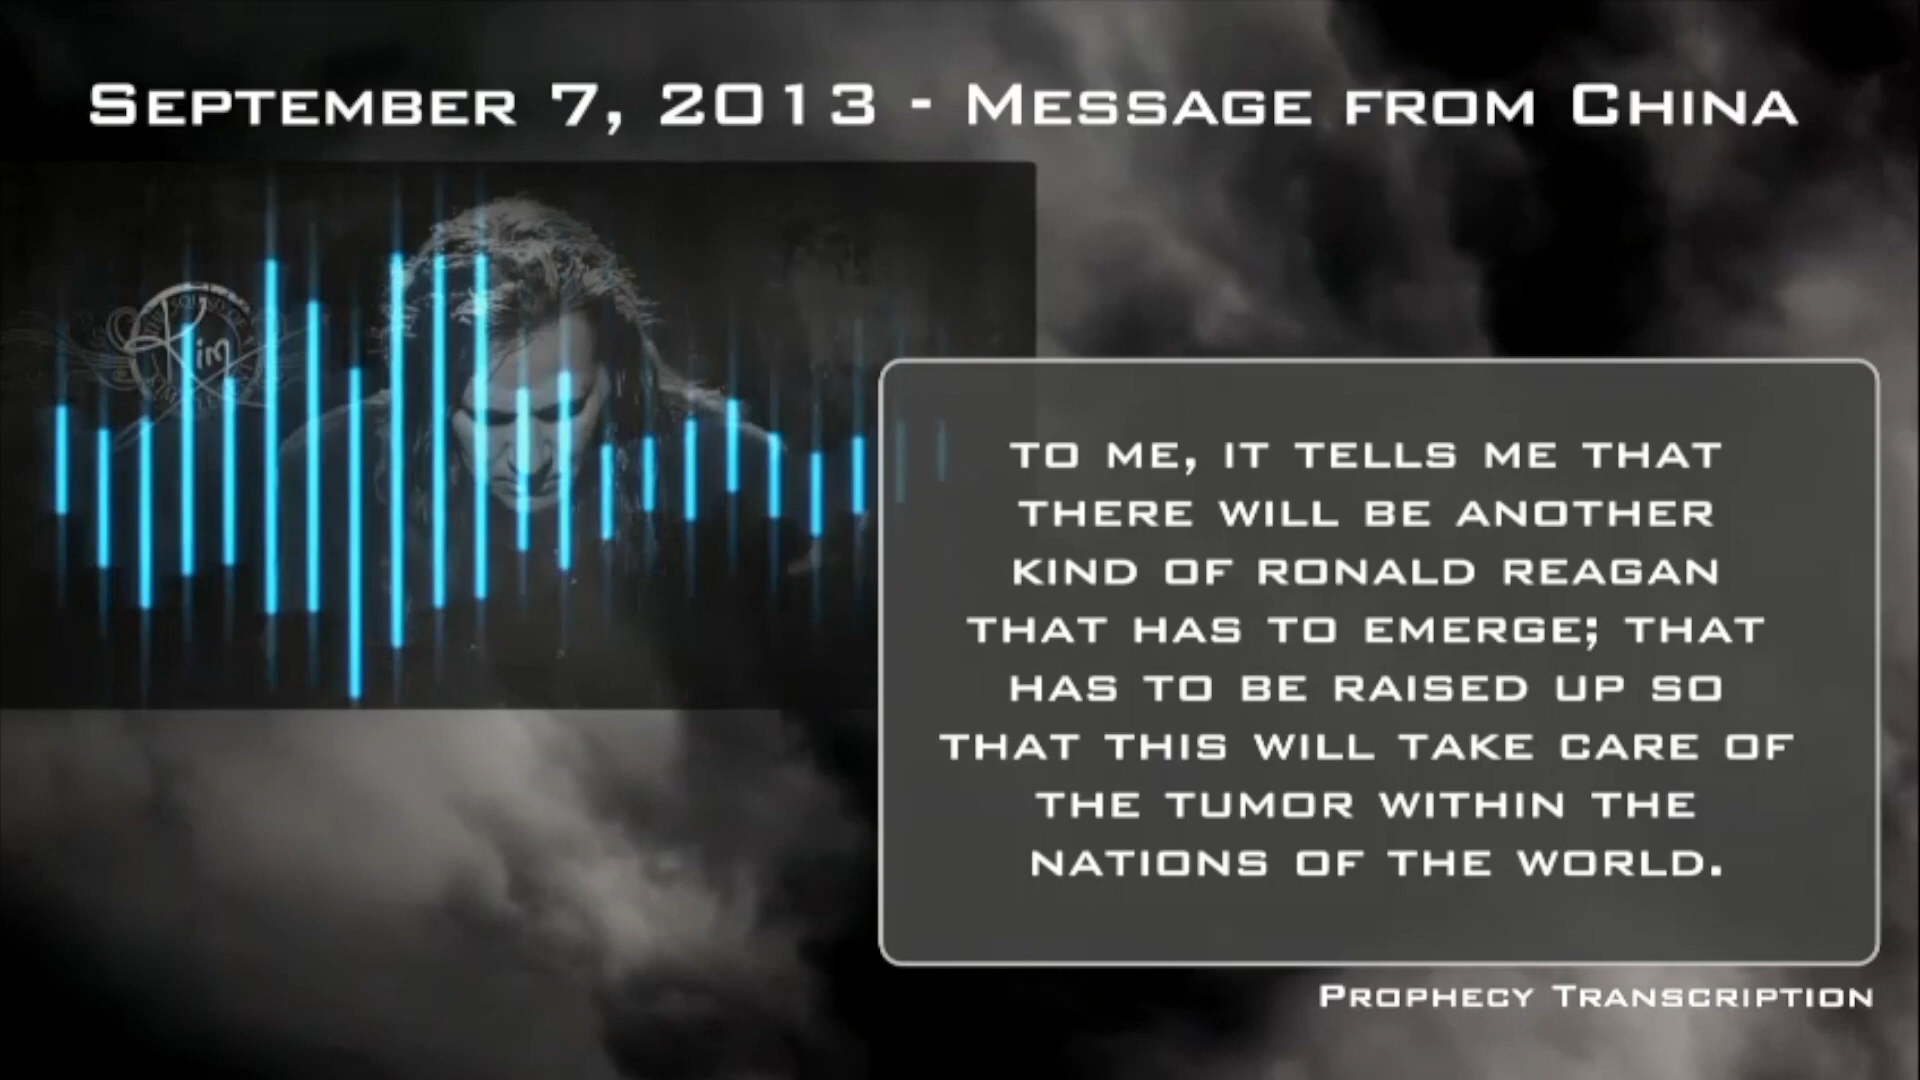 September 7, 2013 - Message from China
Kim
TO ME, IT TELLS ME THAT
THERE WILL BE ANOTHER
KIND OF RONALD REAGAN
THAT HAS TO EMERGE; THAT
HAS TO BE RAISED UP SO
THAT THIS WILL TAKE CARE OF
THE TUMOR WITHIN THE
NATIONS OF THE WORLD.
Prophecy Transcription